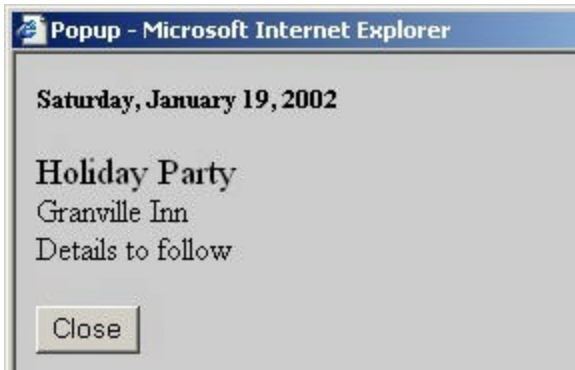 Popup - Microsoft Internet Explorer
Saturday, January 19, 2002
Holiday Party
Granville Inn
Details to follow
Close